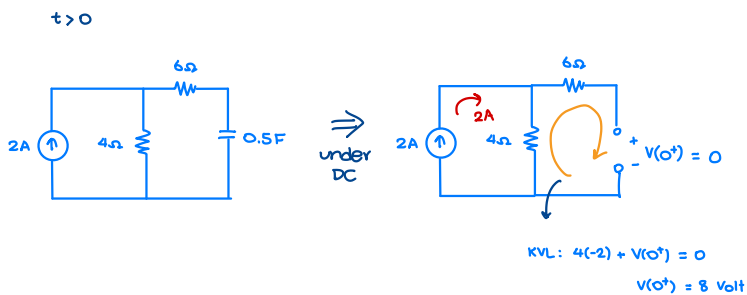 t > 0
6Ω
2A
4Ω
0.5F
⇒
under
DC
6Ω
2A
2A
4Ω
+
-
V(0⁺) = 0
KVL: 4(-2) + V(0⁺) = 0
V(0⁺) = 8 Volt